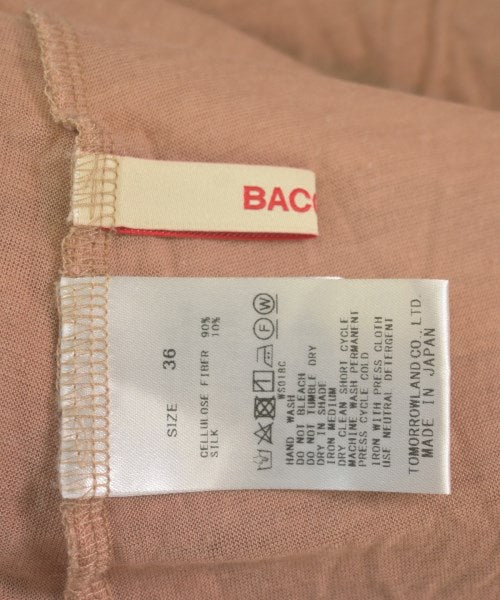 BACC
SIZE 36
CELLULOSE FIBER 90%
SILK 10%
WS018C
HAND WASH
DO NOT BLEACH
DO NOT TUMBLE DRY
DRY IN SHADE
IRON MEDIUM
DRY CLEAN SHORT CYCLE
MACHINE WASH PERMANENT
PRESS CYCLE COLD
IRON WITH PRESS CLOTH
USE NEUTRAL DETERGENT
TOMORROWLAND CO., LTD.
MADE IN JAPAN